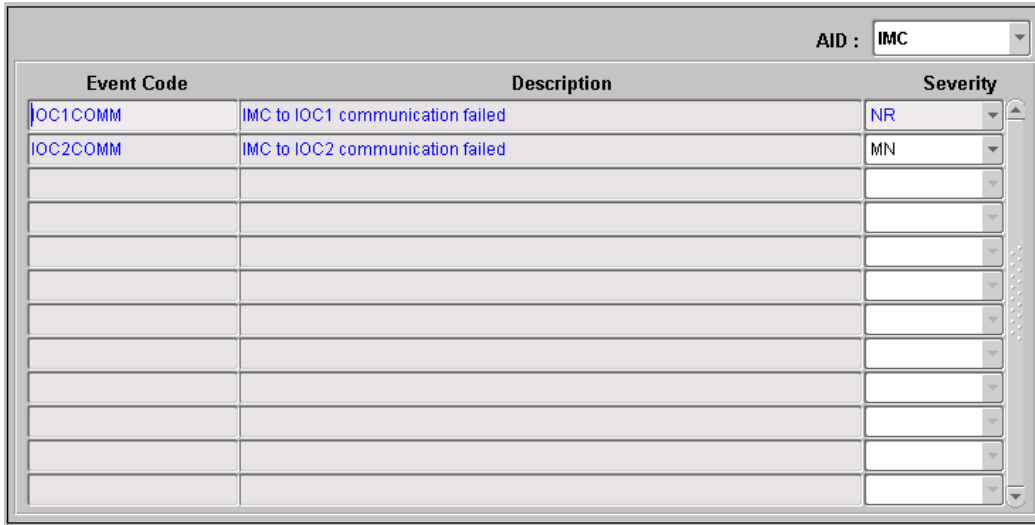 AID : IMC
Event Code Description Severity
IOC1COMM IMC to IOC1 communication failed NR
IOC2COMM IMC to IOC2 communication failed MN